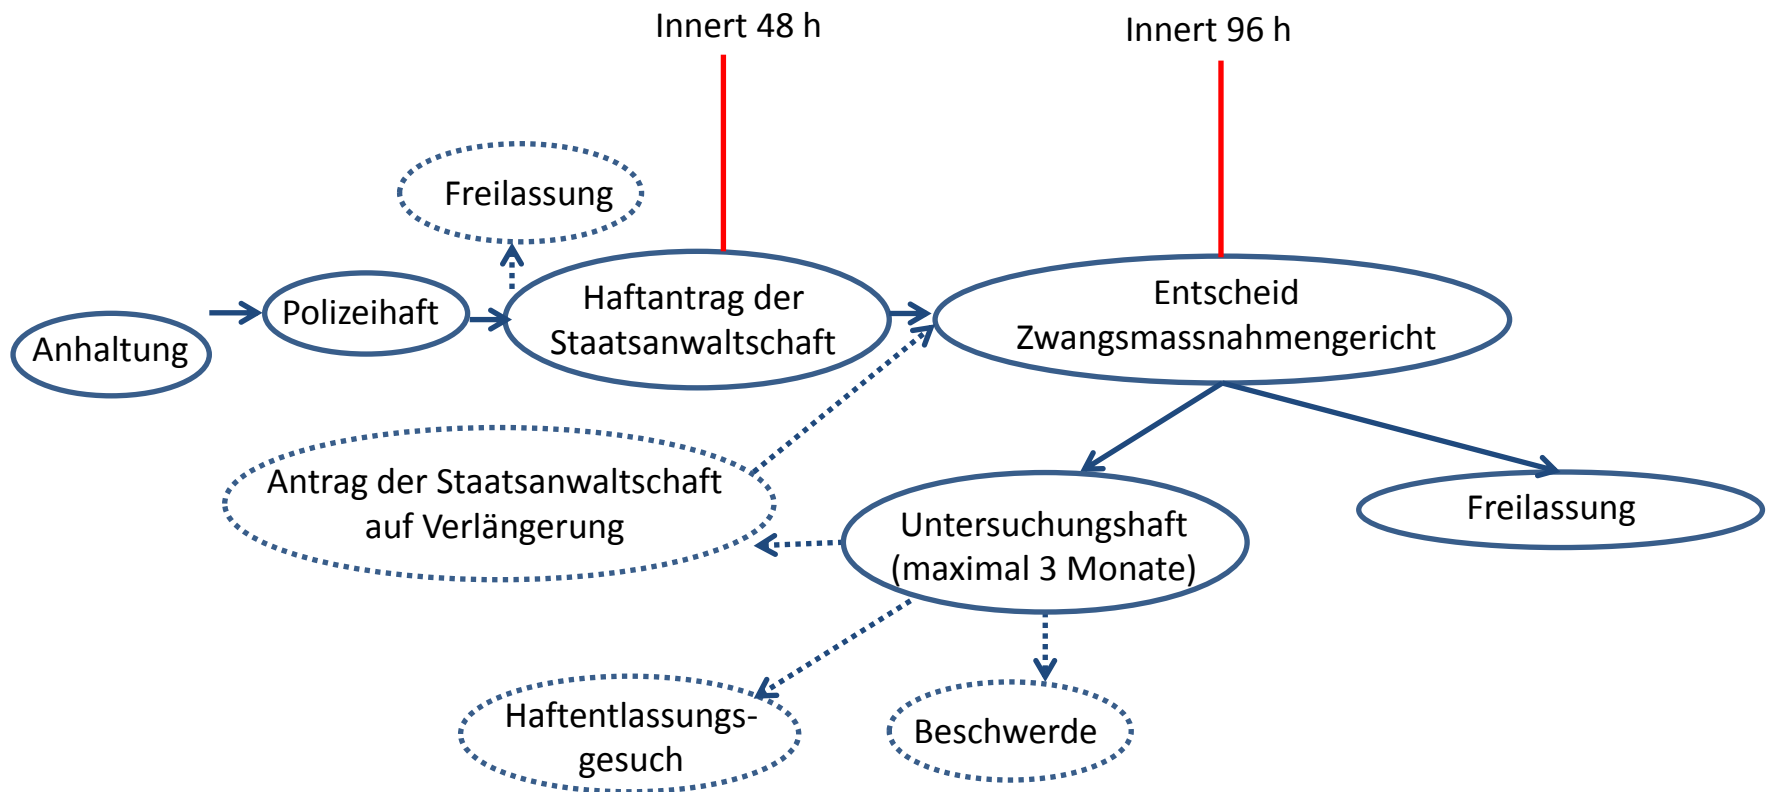 Innert 48 h
Innert 96 h
Freilassung
Anhaltung
Polizeihaft
Haftantrag der
Staatsanwaltschaft
Entscheid
Zwangsmassnahmengericht
Antrag der Staatsanwaltschaft
auf Verlängerung
Untersuchungshaft
(maximal 3 Monate)
Freilassung
Haftentlassungs-
gesuch
Beschwerde